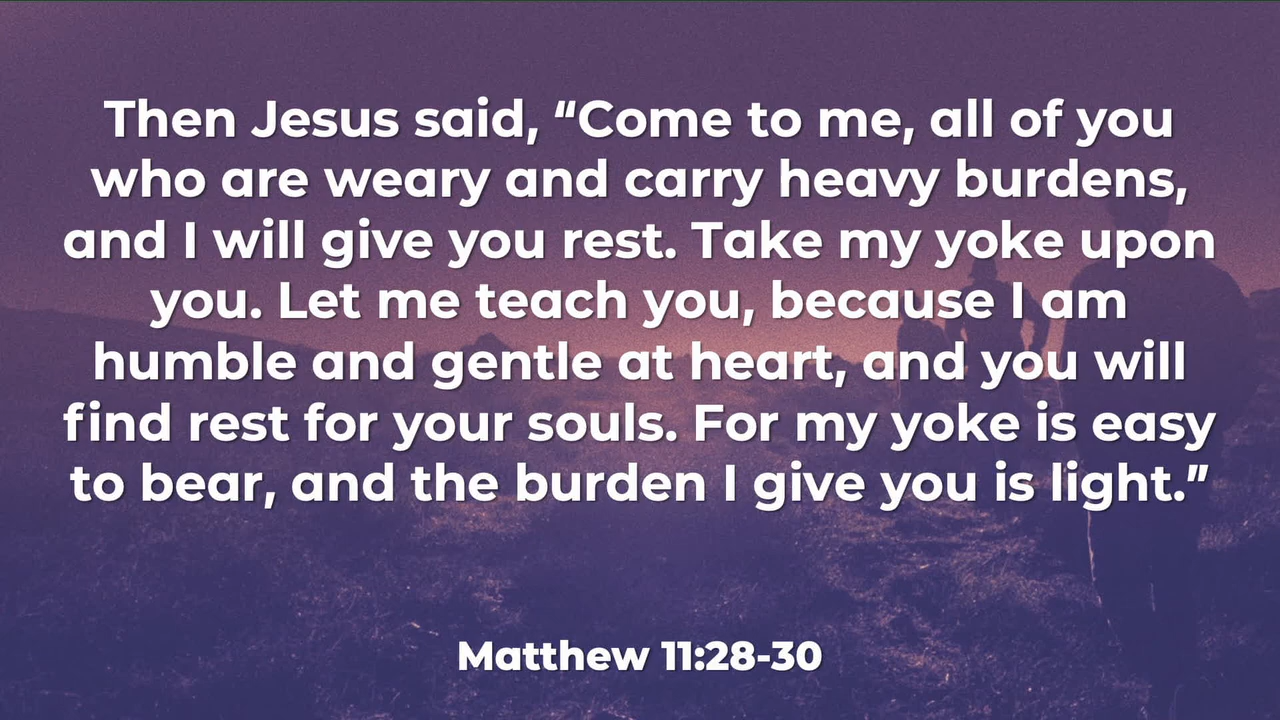 Then Jesus said, “Come to me, all of you
who are weary and carry heavy burdens,
and I will give you rest. Take my yoke upon
you. Let me teach you, because I am
humble and gentle at heart, and you will
find rest for your souls. For my yoke is easy
to bear, and the burden I give you is light.”
Matthew 11:28-30